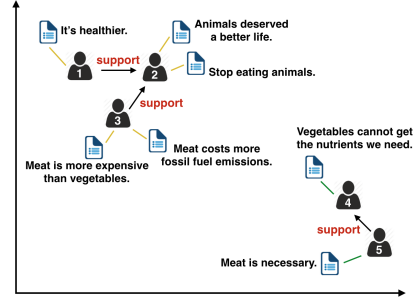 It's healthier.
Animals deserved
a better life.
support
1
2
Stop eating animals.
support
3
Meat is more expensive
than vegetables.
Meat costs more
fossil fuel emissions.
Vegetables cannot get
the nutrients we need.
4
support
5
Meat is necessary.